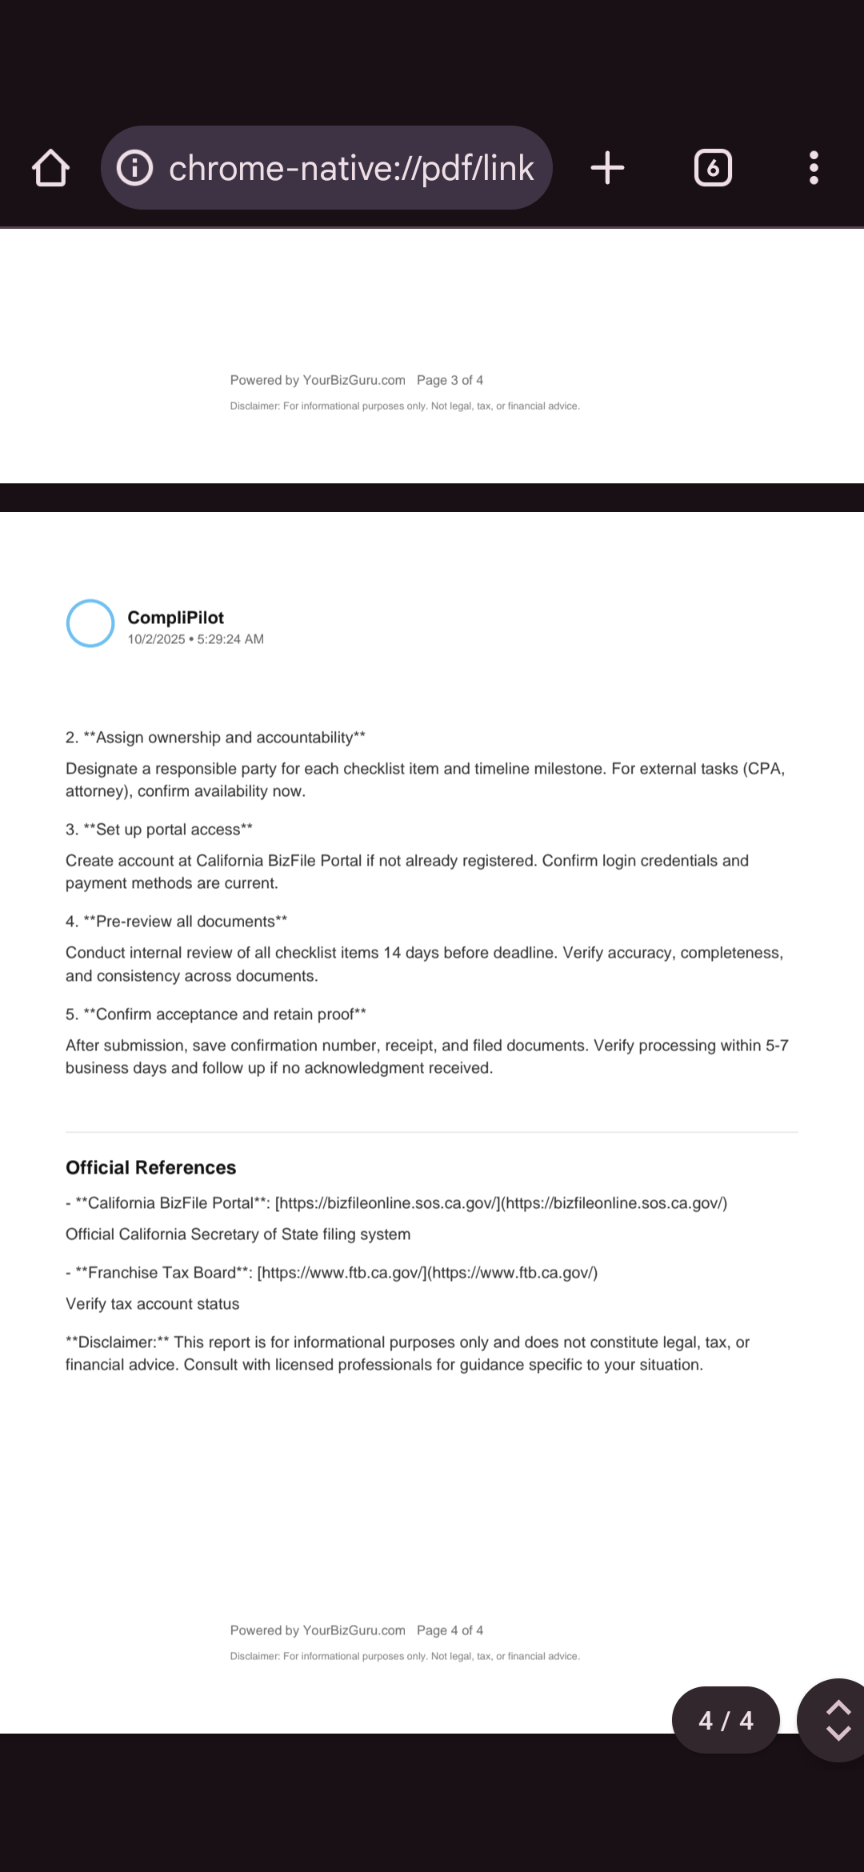 chrome-native://pdf/link
6
Powered by YourBizGuru.com Page 3 of 4
Disclaimer: For informational purposes only. Not legal, tax, or financial advice.
CompliPilot
10/2/2025 • 5:29:24 AM
2. **Assign ownership and accountability**
Designate a responsible party for each checklist item and timeline milestone. For external tasks (CPA,
attorney), confirm availability now.
3. **Set up portal access**
Create account at California BizFile Portal if not already registered. Confirm login credentials and
payment methods are current.
4. **Pre-review all documents**
Conduct internal review of all checklist items 14 days before deadline. Verify accuracy, completeness,
and consistency across documents.
5. **Confirm acceptance and retain proof**
After submission, save confirmation number, receipt, and filed documents. Verify processing within 5-7
business days and follow up if no acknowledgment received.
Official References
- **California BizFile Portal**: [https://bizfileonline.sos.ca.gov/](https://bizfileonline.sos.ca.gov/)
Official California Secretary of State filing system
- **Franchise Tax Board**: [https://www.ftb.ca.gov/](https://www.ftb.ca.gov/)
Verify tax account status
**Disclaimer:** This report is for informational purposes only and does not constitute legal, tax, or
financial advice. Consult with licensed professionals for guidance specific to your situation.
Powered by YourBizGuru.com Page 4 of 4
Disclaimer: For informational purposes only. Not legal, tax, or financial advice.
4 / 4